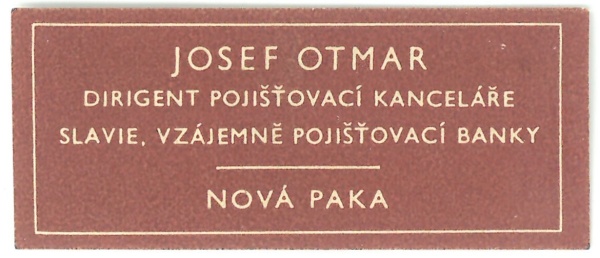 JOSEF OTMAR
DIRIGENT POJIŠŤOVACÍ KANCELÁŘE
SLAVIE, VZÁJEMNĚ POJIŠŤOVACÍ BANKY
NOVÁ PAKA